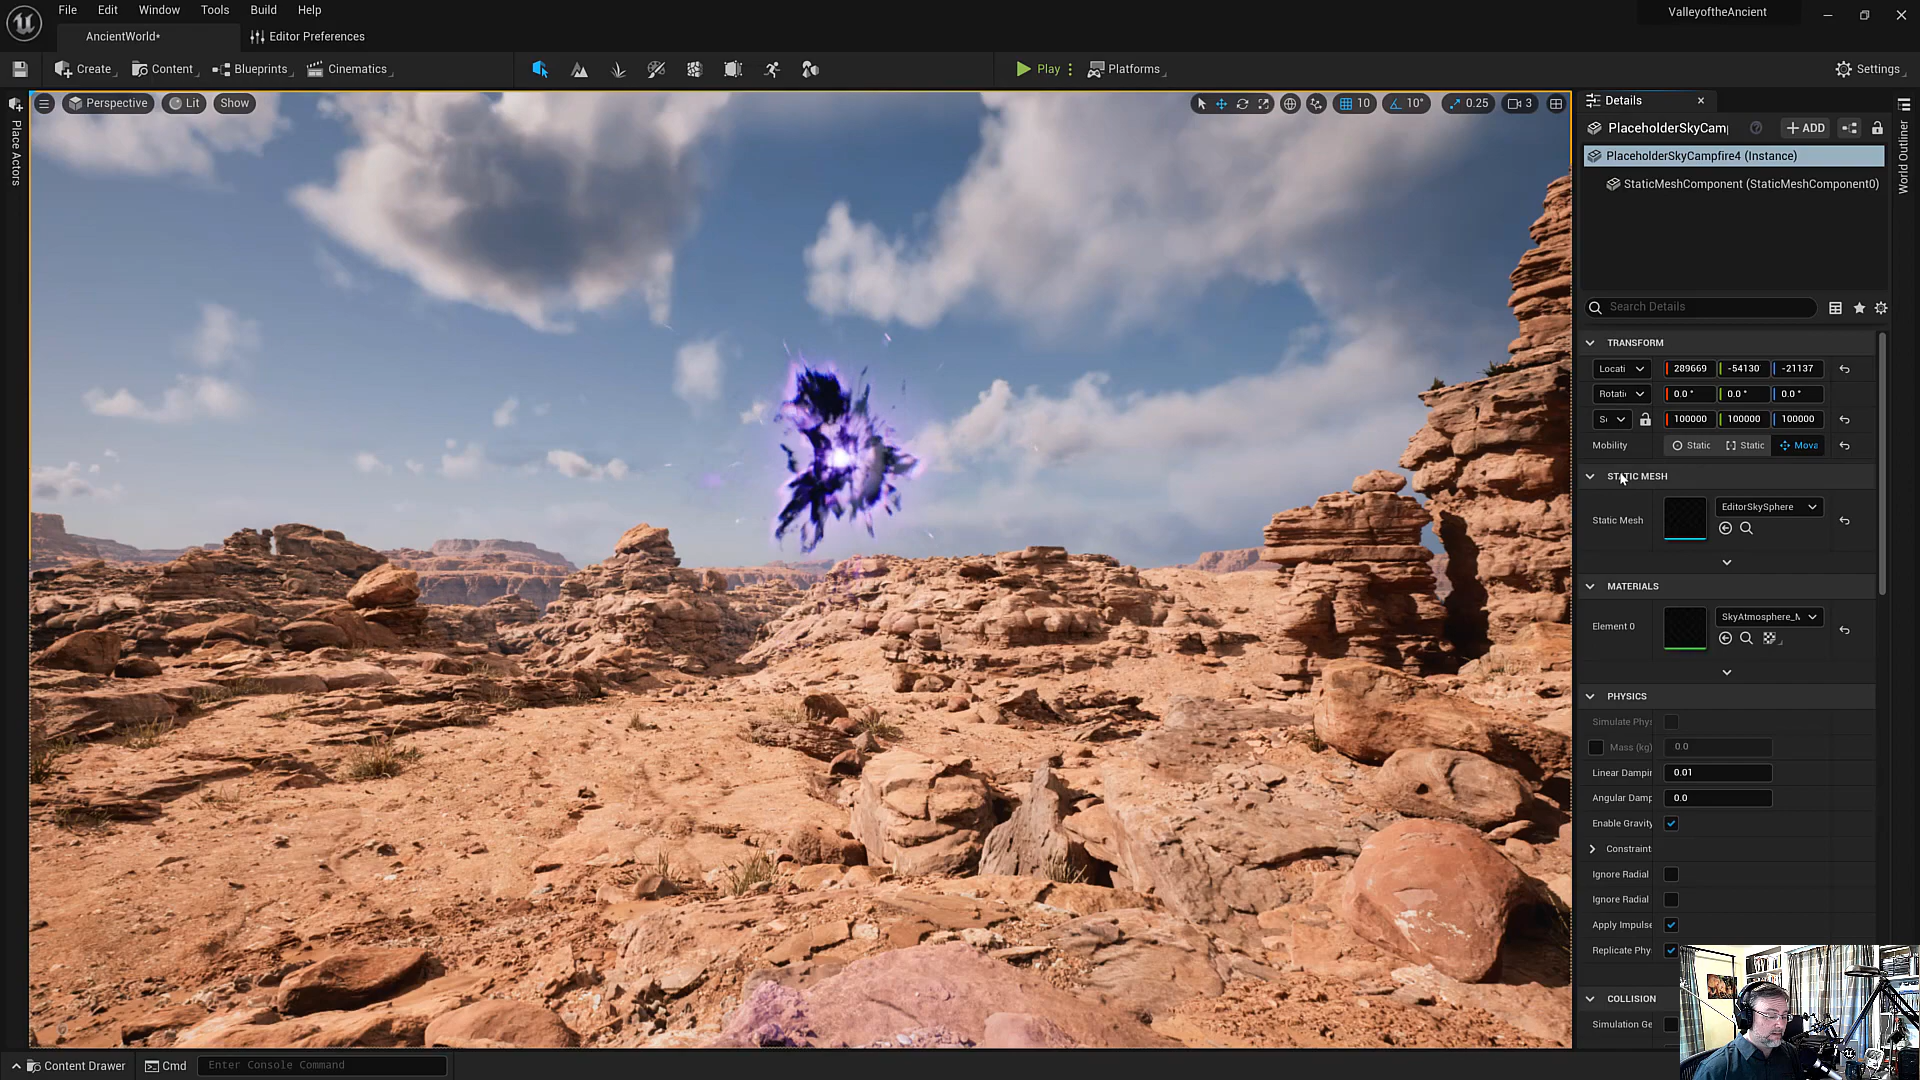 File Edit Window Tools Build Help
ValleyoftheAncient
AncientWorld*
Editor Preferences
Create
Content
Blueprints
Cinematics
Play
Platforms
Settings
Perspective
Lit
Show
10
10°
0.25
3
Place Actors
World Outliner
Details
PlaceholderSkyCam
ADD
PlaceholderSkyCampfire4 (Instance)
StaticMeshComponent (StaticMeshComponent0)
Search Details
TRANSFORM
Locati 289669 -54130 -21137
Rotati 0.0 ° 0.0 ° 0.0 °
100000 100000 100000
Mobility Static Static Mova
STATIC MESH
Static Mesh
EditorSkySphere
MATERIALS
Element 0
SkyAtmosphere_M
PHYSICS
Simulate Phys
Mass (kg) 0.0
Linear Dampin 0.01
Angular Damp 0.0
Enable Gravity
Constraint
Ignore Radial
Ignore Radial
Apply Impulse
Replicate Phy
COLLISION
Simulation Ge
Content Drawer
Cmd
Enter Console Command